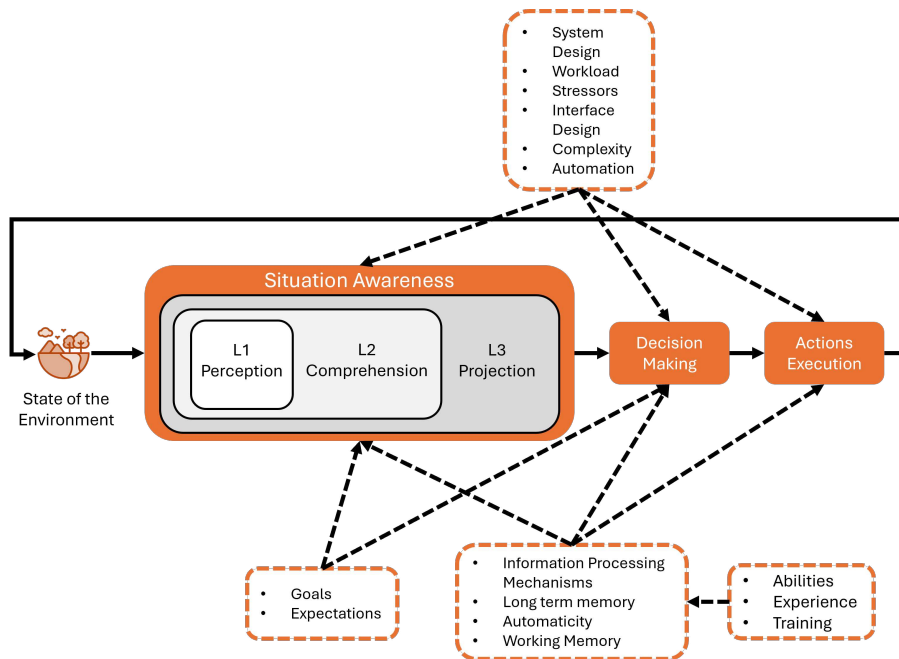 • System
Design
• Workload
• Stressors
• Interface
Design
• Complexity
• Automation
Situation Awareness
L1
Perception
L2
Comprehension
L3
Projection
Decision
Making
Actions
Execution
State of the
Environment
• Goals
• Expectations
• Information Processing
Mechanisms
• Long term memory
• Automaticity
• Working Memory
• Abilities
• Experience
• Training